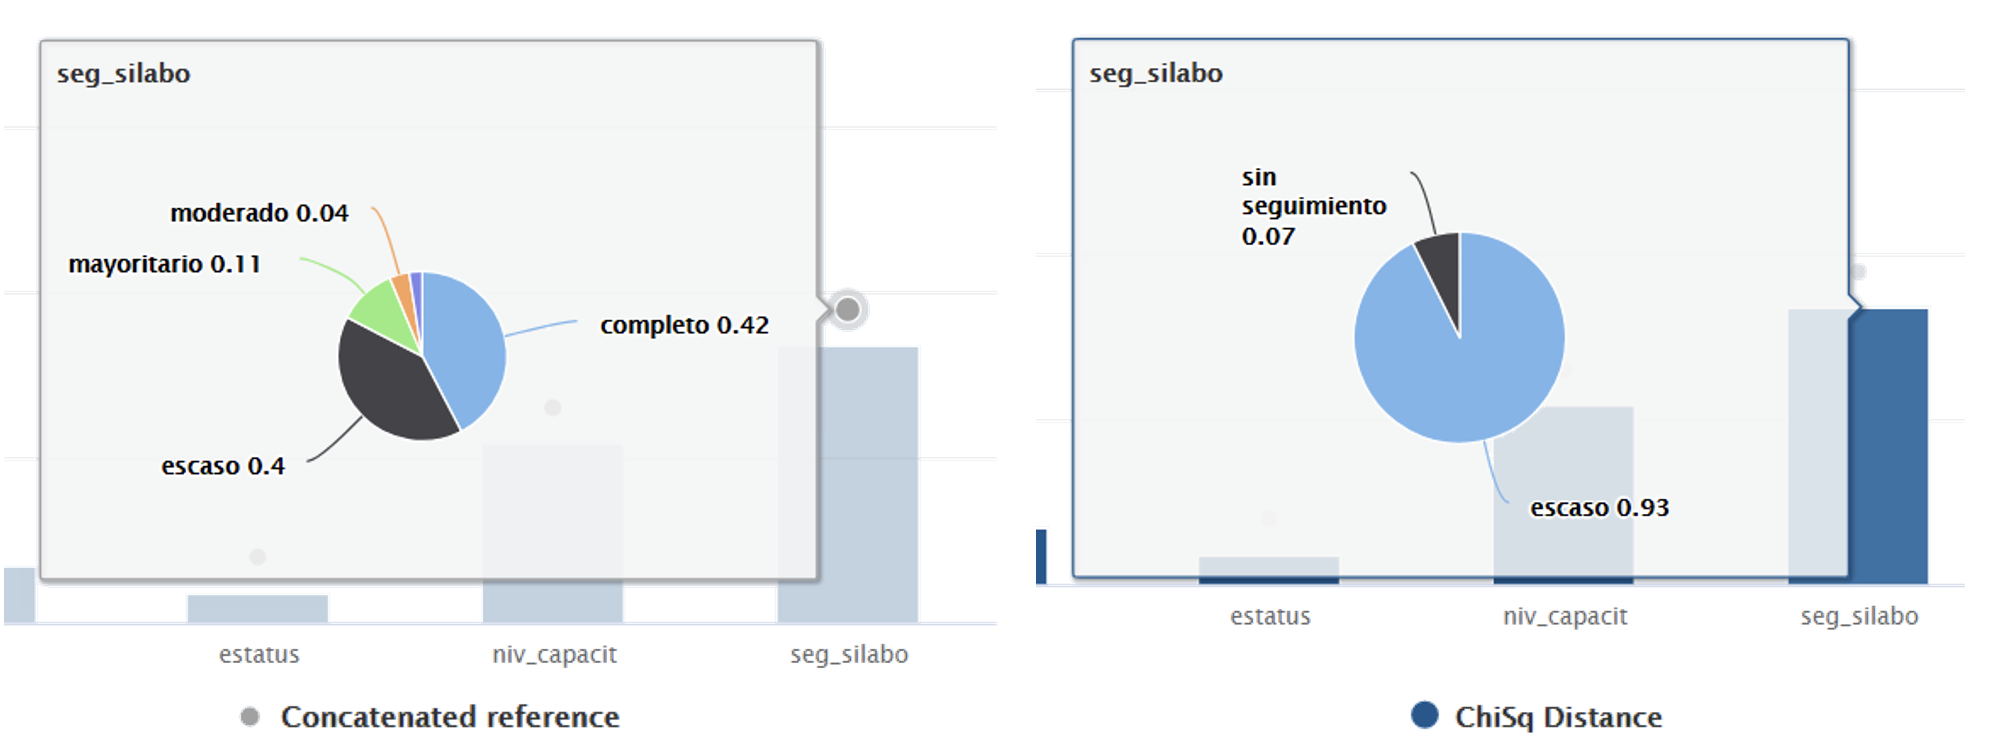 seg_silabo
moderado 0.04
mayoritario 0.11
completo 0.42
escaso 0.4
estatus
niv_capacit
seg_silabo
Concatenated reference
seg_silabo
sin
seguimiento
0.07
escaso 0.93
estatus
niv_capacit
seg_silabo
ChiSq Distance